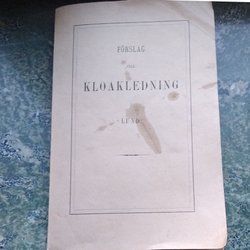 FÖRSLAG
TILL
KLOAKLEDNING
I LUND